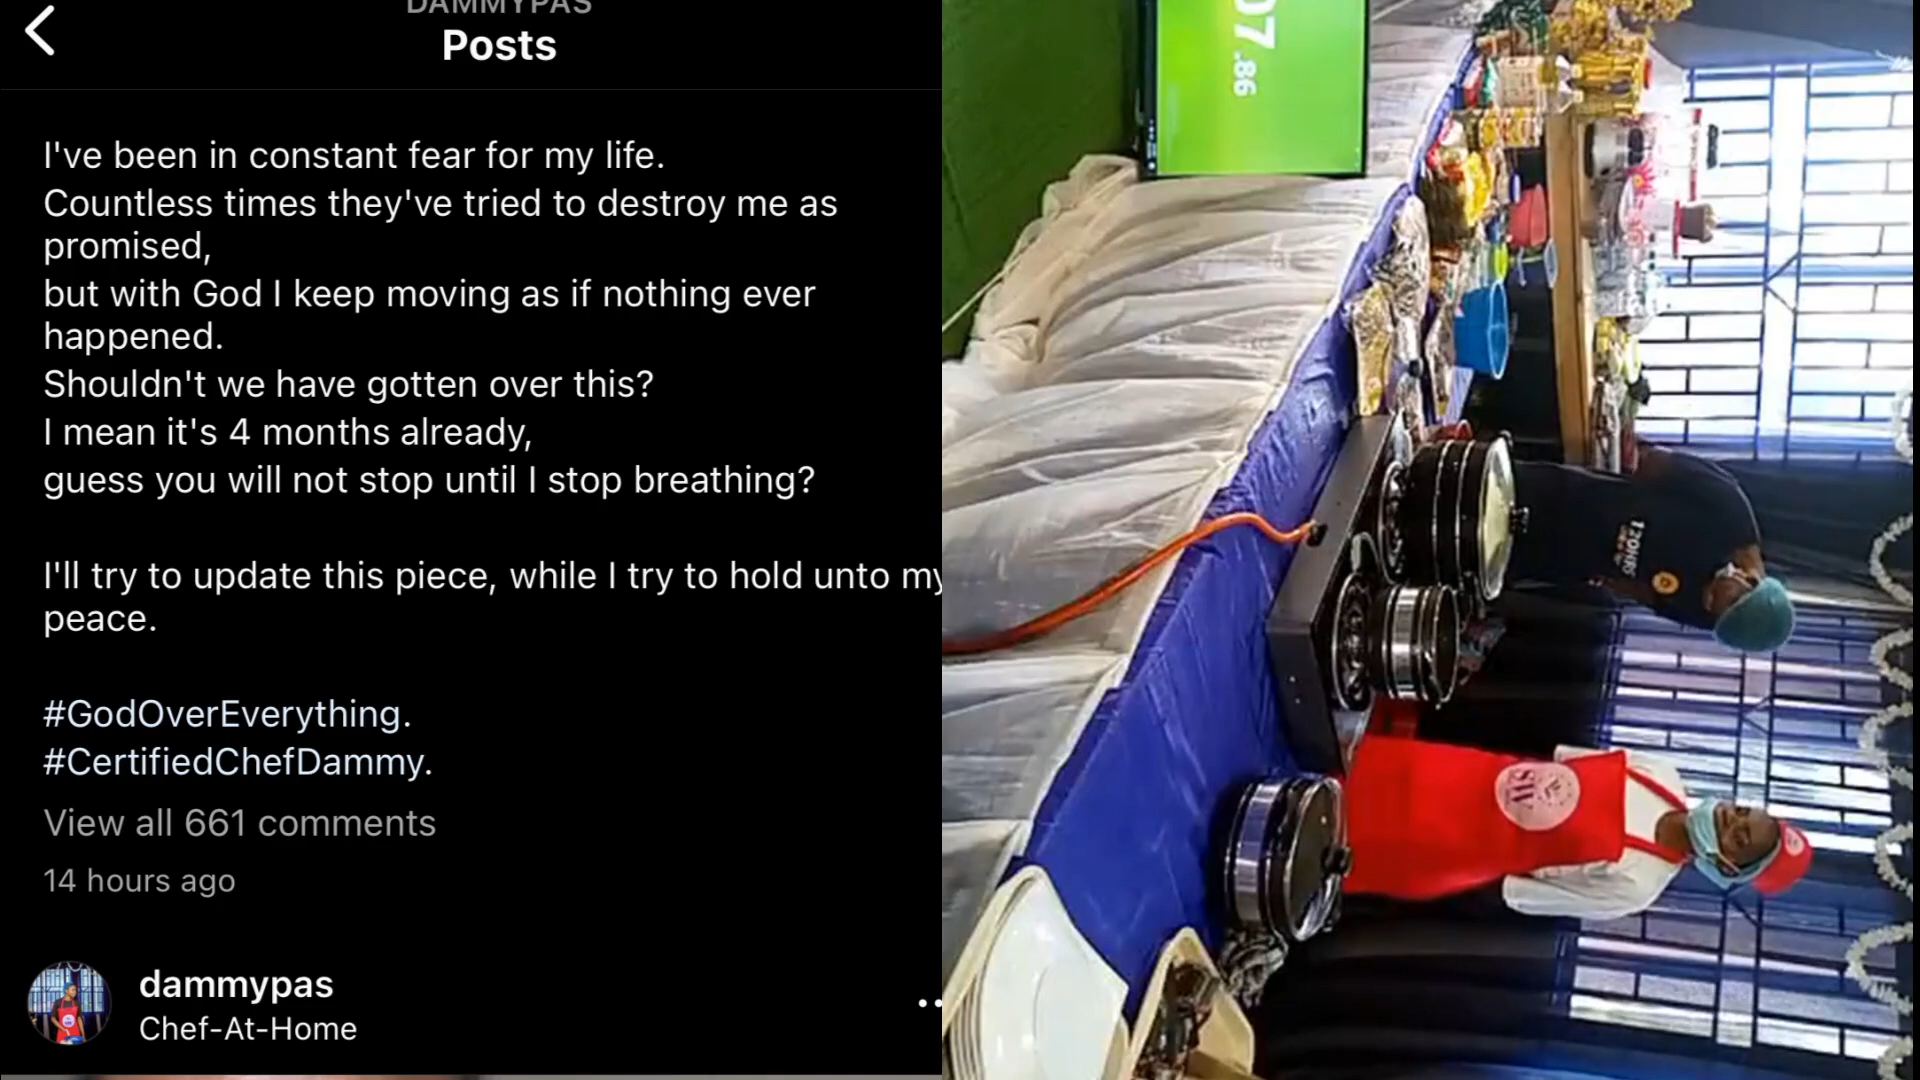 DAMMYPAS
Posts
I've been in constant fear for my life.
Countless times they've tried to destroy me as
promised,
but with God I keep moving as if nothing ever
happened.
Shouldn't we have gotten over this?
I mean it's 4 months already,
guess you will not stop until I stop breathing?
I'll try to update this piece, while I try to hold unto my
peace.
#GodOverEverything.
#CertifiedChefDammy.
View all 661 comments
14 hours ago
dammypas
Chef-At-Home
07.86
120HRS